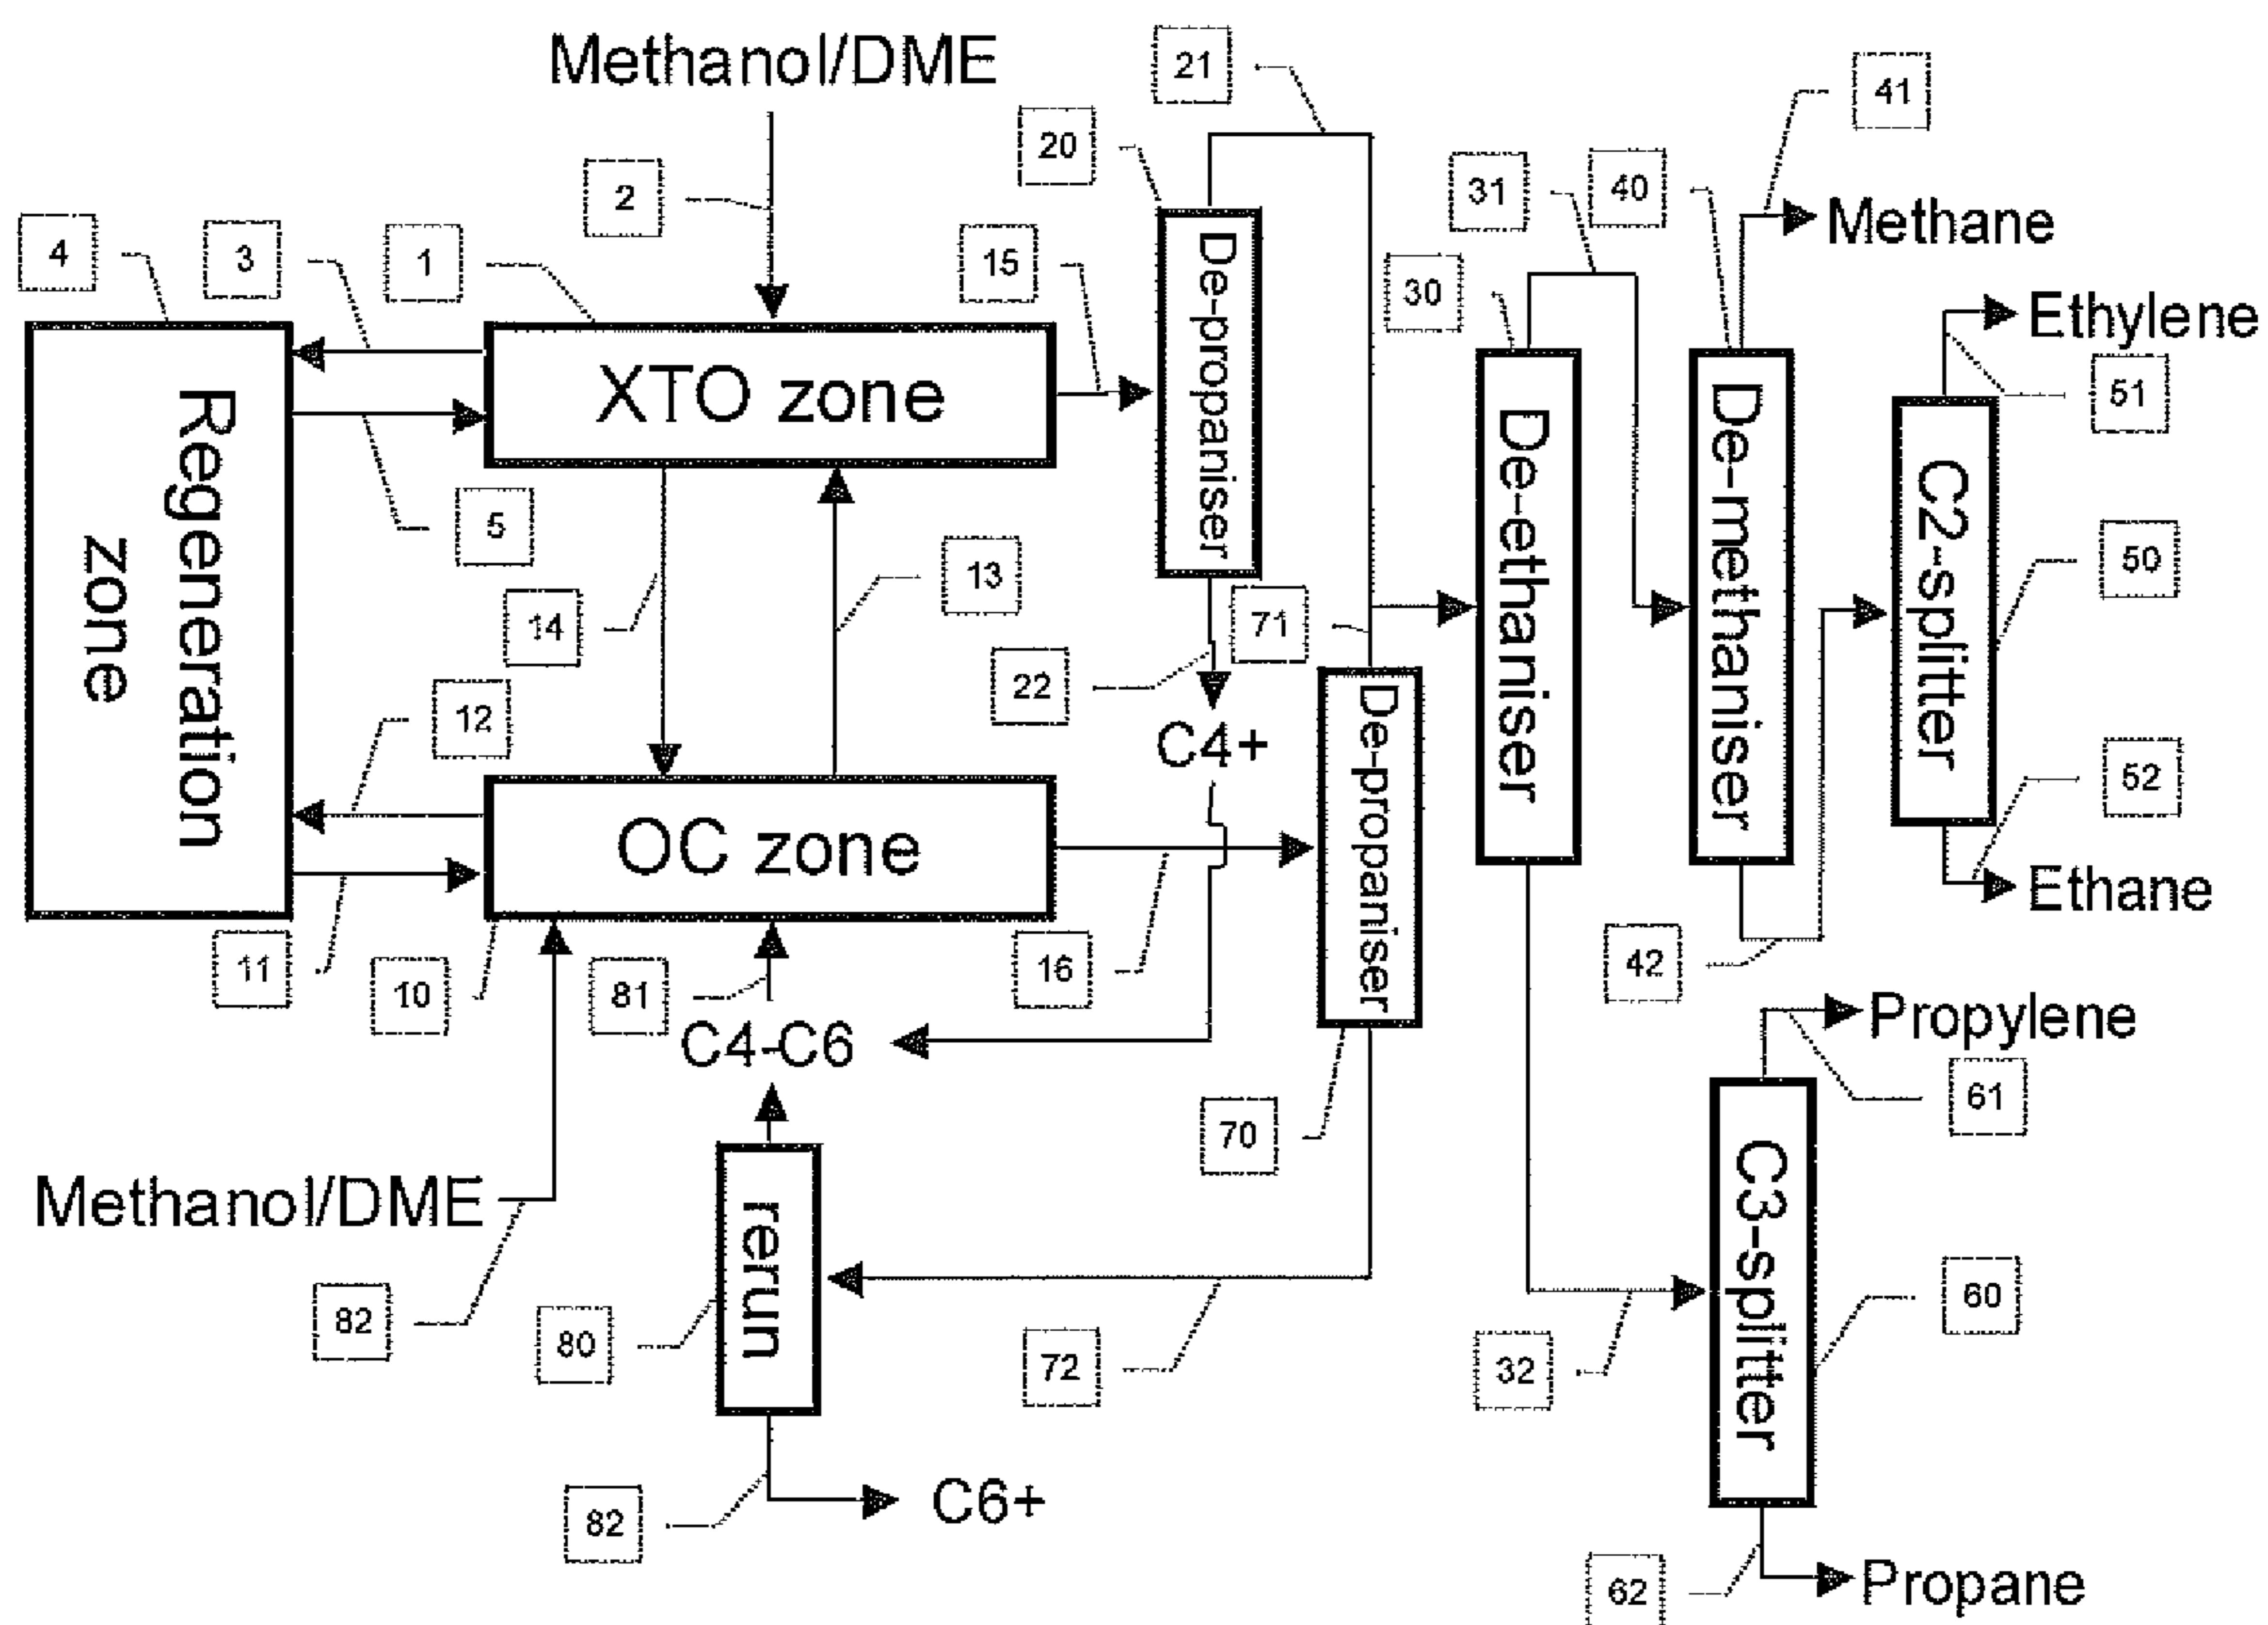 Methanol/DME
21
41
20
2
31
40
Methane
4
3
1
15
30
Ethylene
XTO zone
De-propaniser
51
Regeneration
zone
5
De-ethaniser
De-methaniser
C2-splitter
14
13
71
50
22
12
C4+
De-propaniser
52
OC zone
Ethane
11
10
81
16
42
C4-C6
Propylene
70
61
Methanol/DME
rerun
C3-splitter
82
80
72
32
60
82
C6+
62
Propane